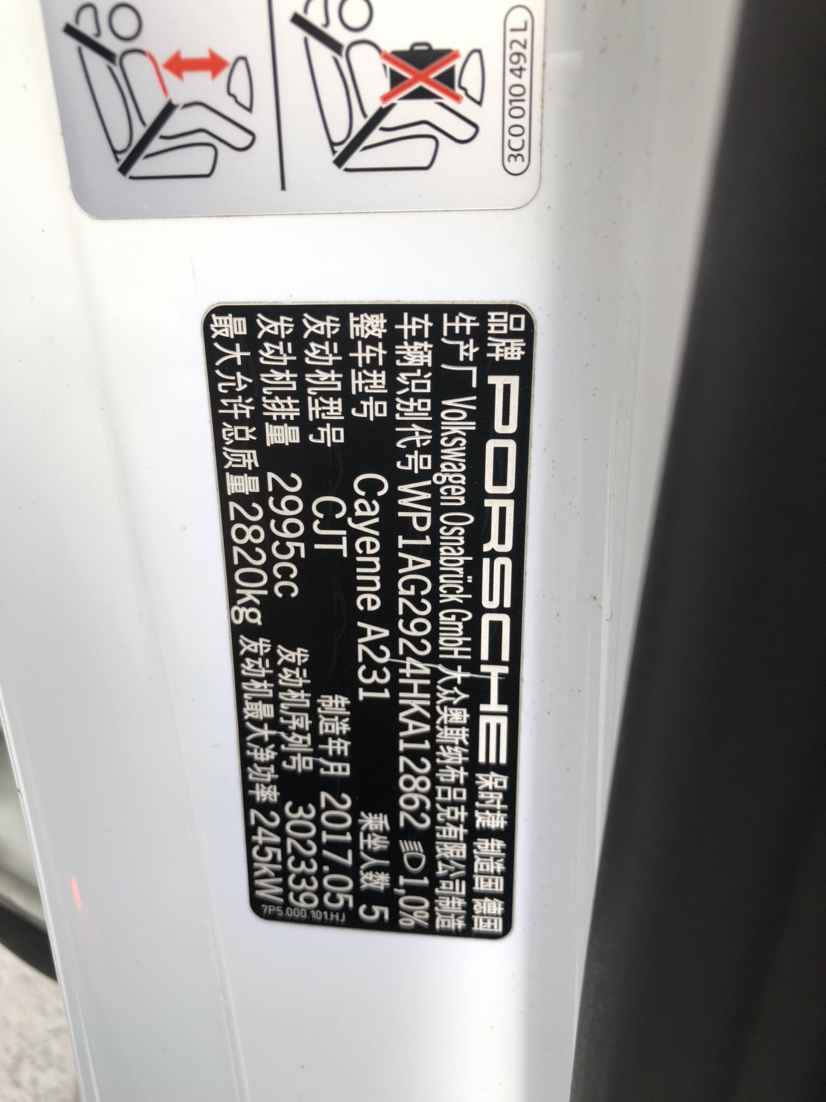 3C0 010 492 L
品牌 PORSCHE 保时捷 制造国 德国
生产厂 Volkswagen Osnabrück GmbH 大众奥斯纳布吕克有限公司制造
车辆识别代号 WP1AG2924HKA12862 1,0%
整车型号 Cayenne A231 乘坐人数 5
发动机型号 CJT 制造年月 2017.05
发动机排量 2995cc 发动机序列号 302339
最大允许总质量 2820kg 发动机最大净功率 245kW
7P5.000.101.HJ